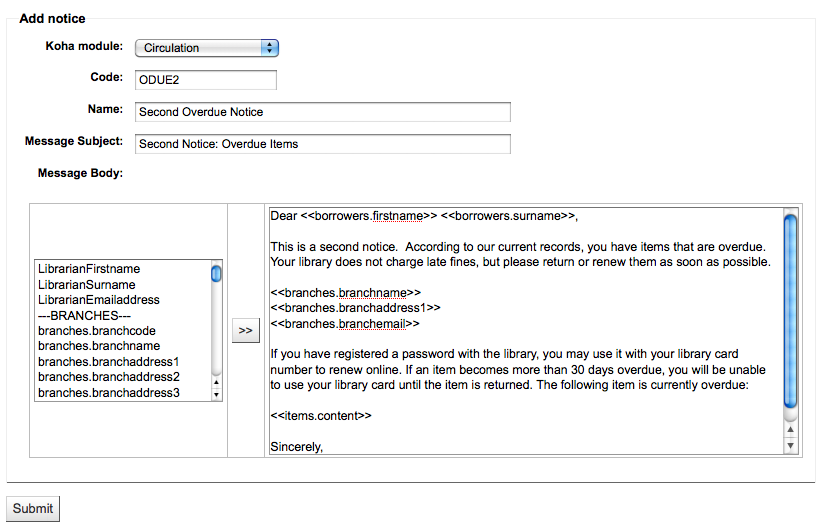 Add notice
Koha module: Circulation
Code: ODUE2
Name: Second Overdue Notice
Message Subject: Second Notice: Overdue Items
Message Body:
LibrarianFirstname
LibrarianSurname
LibrarianEmailaddress
---BRANCHES---
branches.branchcode
branches.branchname
branches.branchaddress1
branches.branchaddress2
branches.branchaddress3
>>
Dear <<borrowers.firstname>> <<borrowers.surname>>,
This is a second notice.  According to our current records, you have items that are overdue.
Your library does not charge late fines, but please return or renew them as soon as possible.
<<branches.branchname>>
<<branches.branchaddress1>>
<<branches.branchemail>>
If you have registered a password with the library, you may use it with your library card
number to renew online. If an item becomes more than 30 days overdue, you will be unable
to use your library card until the item is returned. The following item is currently overdue:
<<items.content>>
Sincerely,
Submit